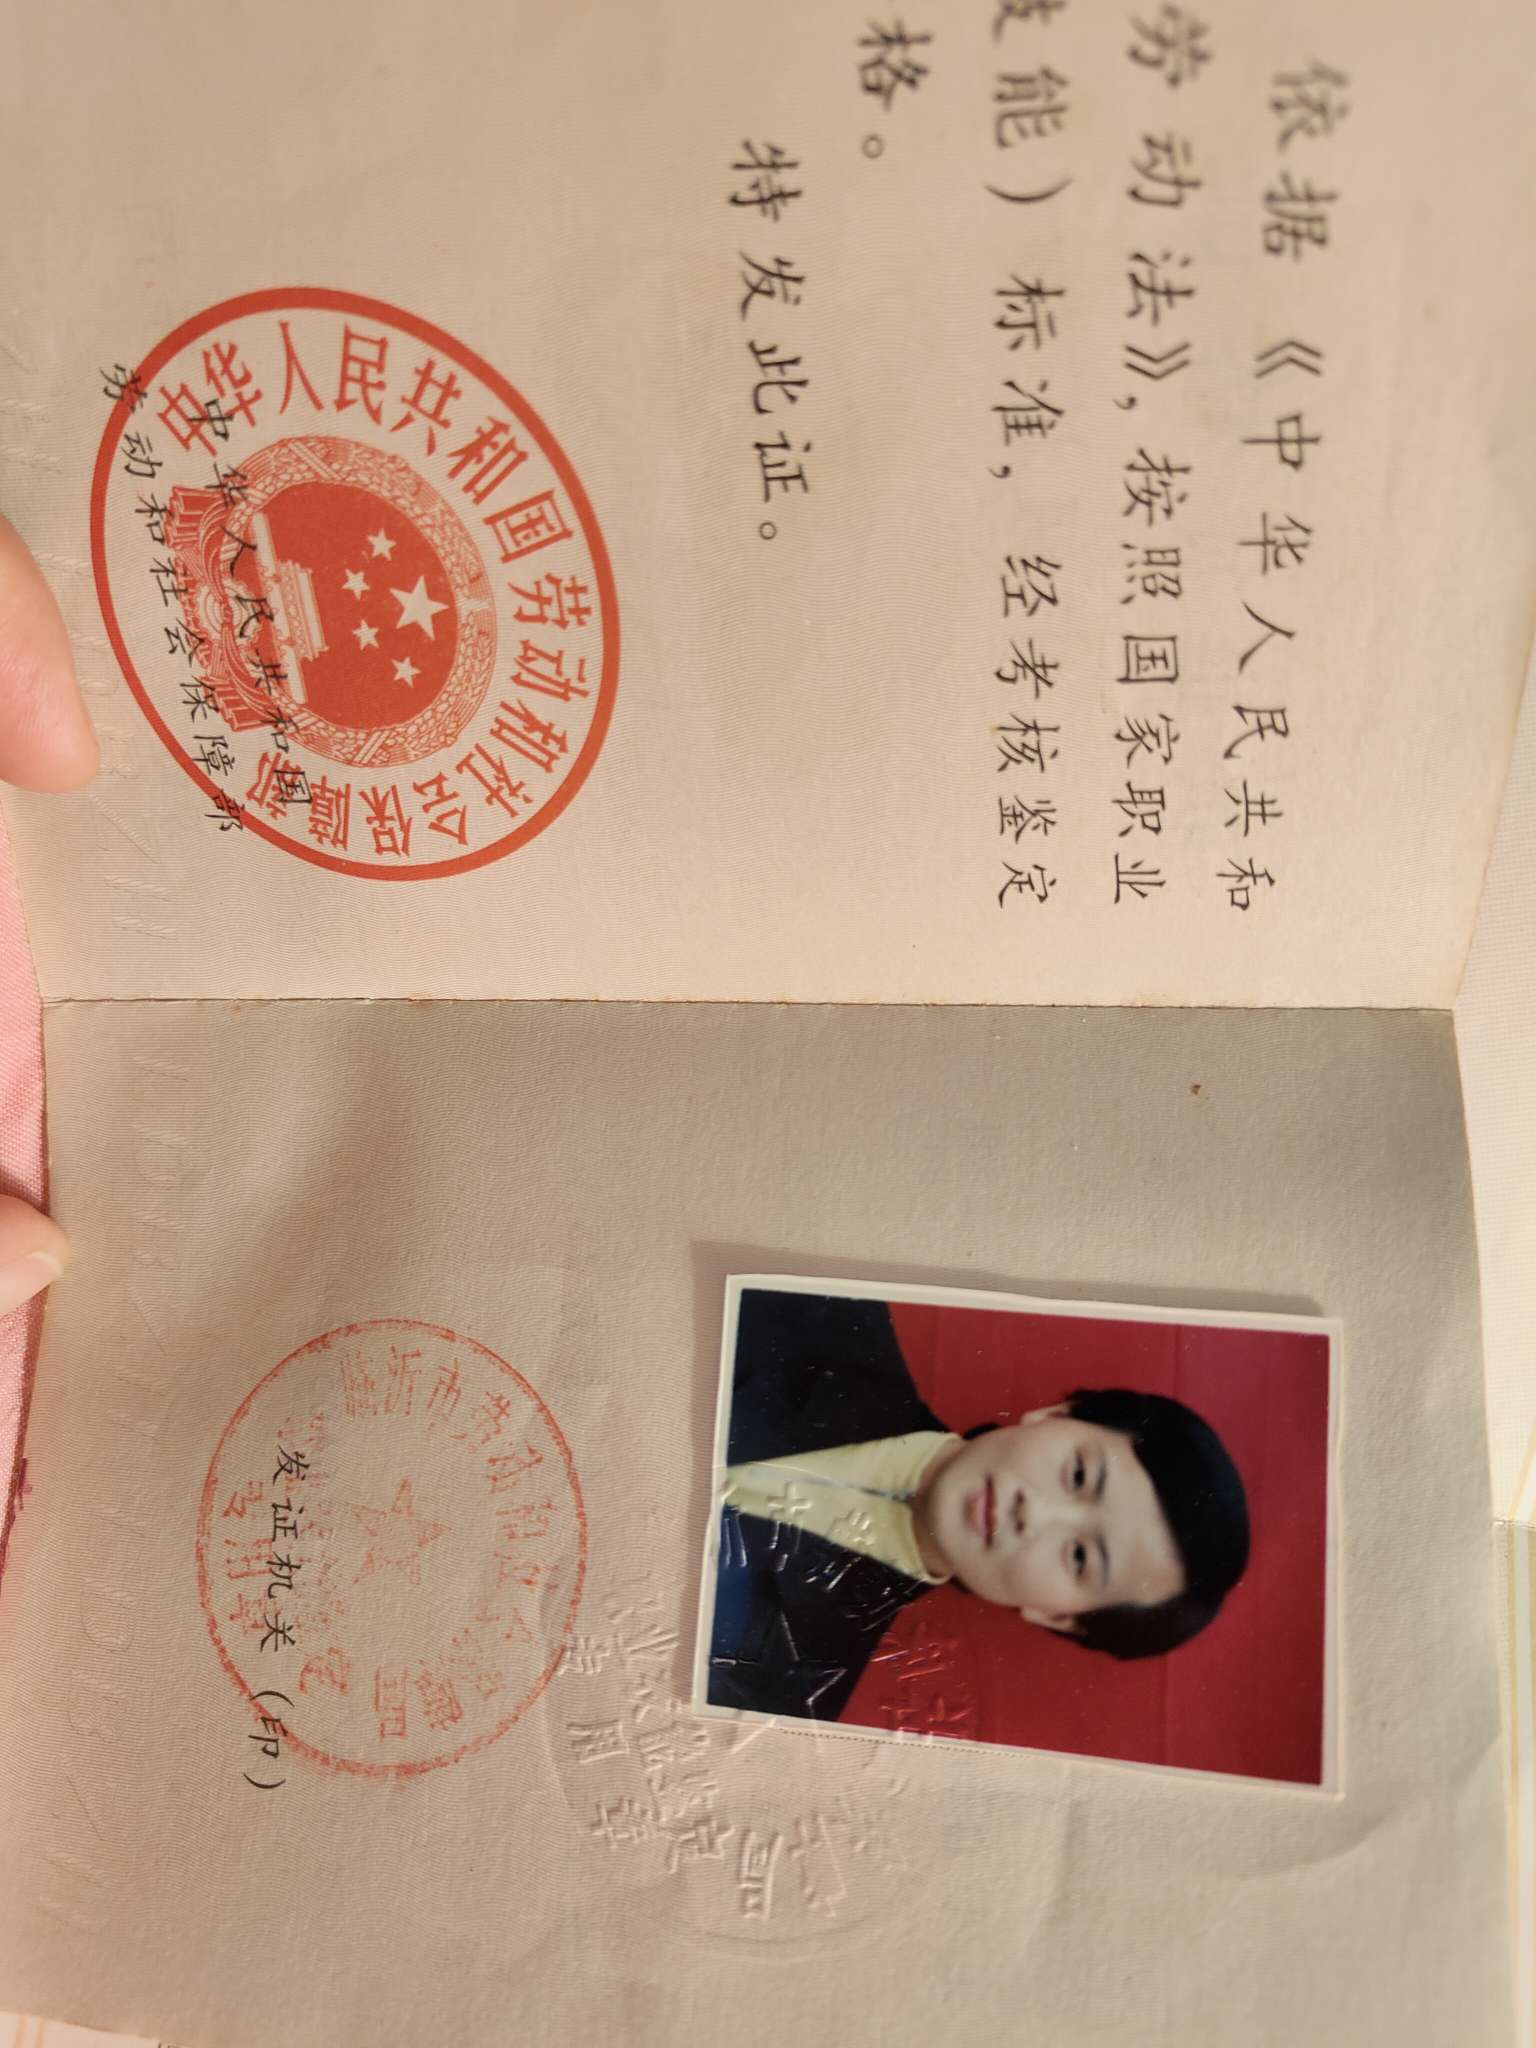 依据《中华人民共和
劳动法》，按照国家职业
技能）标准，经考核鉴定
格。
特发此证。
中华人民共和国劳动和社会保障部
中华人民共和国
劳动和社会保障部
发证机关（印）